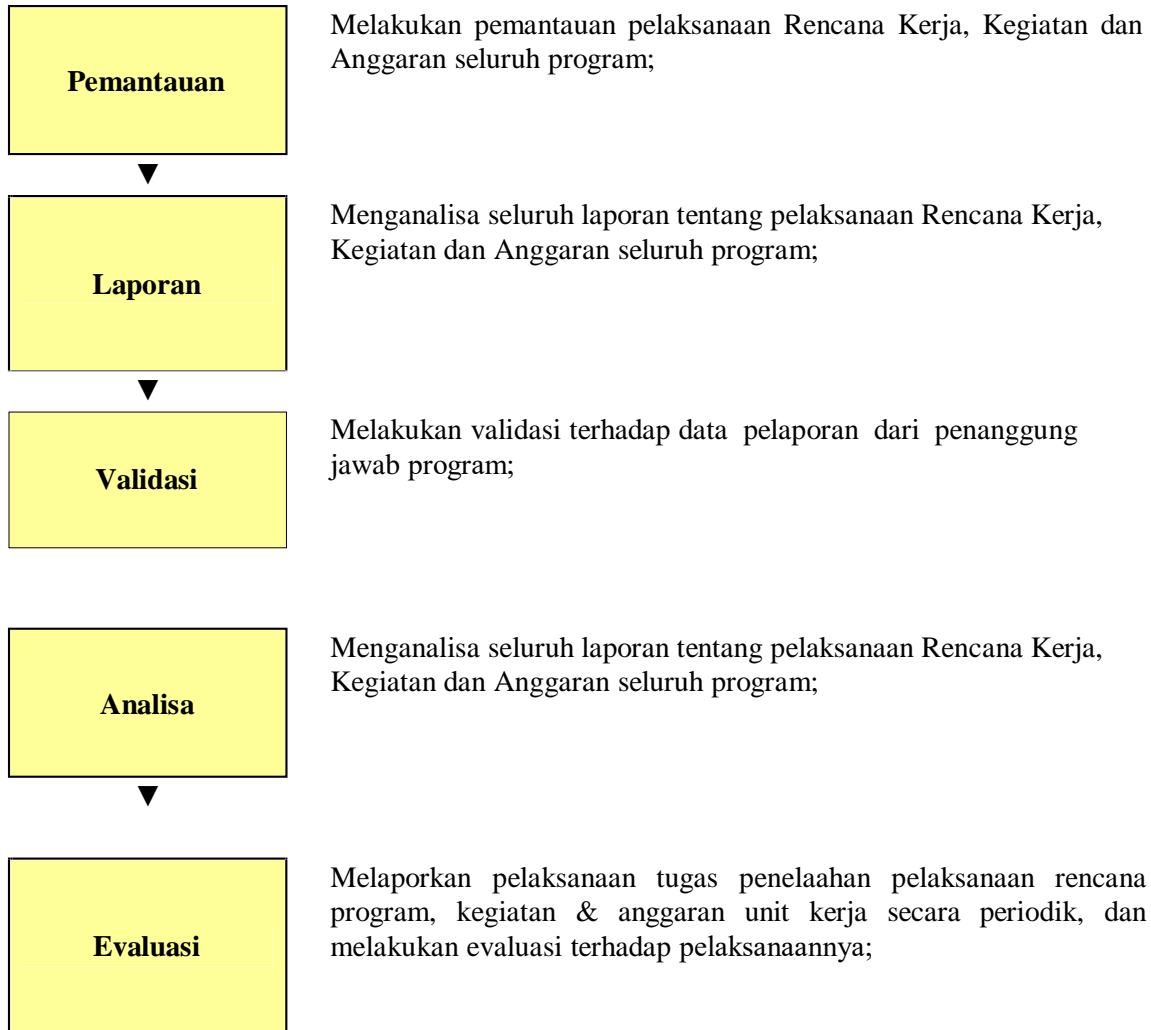 Pemantauan
Melakukan pemantauan pelaksanaan Rencana Kerja, Kegiatan dan
Anggaran seluruh program;
Laporan
Menganalisa seluruh laporan tentang pelaksanaan Rencana Kerja,
Kegiatan dan Anggaran seluruh program;
Validasi
Melakukan validasi terhadap data pelaporan dari penanggung
jawab program;
Analisa
Menganalisa seluruh laporan tentang pelaksanaan Rencana Kerja,
Kegiatan dan Anggaran seluruh program;
Evaluasi
Melaporkan pelaksanaan tugas penelaahan pelaksanaan rencana
program, kegiatan & anggaran unit kerja secara periodik, dan
melakukan evaluasi terhadap pelaksanaannya;